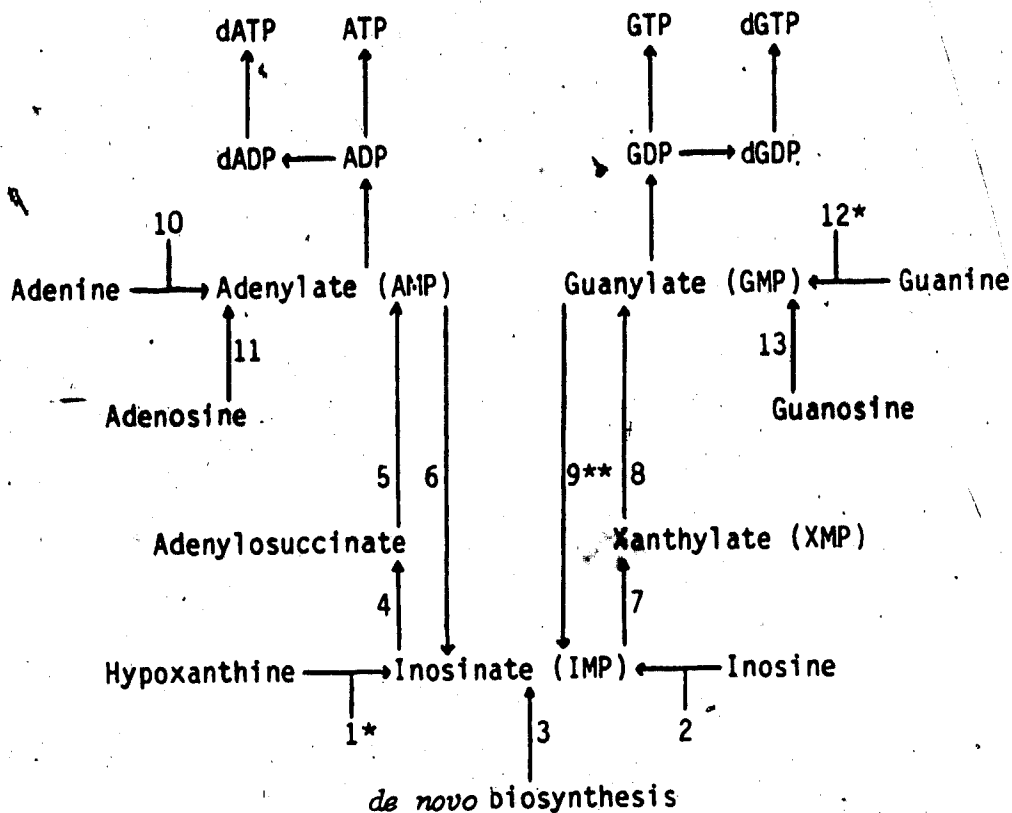 dATP ATP GTP dGTP
dADP ADP GDP dGDP
10 12*
Adenine Adenylate (AMP) Guanylate (GMP) Guanine
11 13
Adenosine Guanosine
5 6 9** 8
Adenylosuccinate Xanthylate (XMP)
4 7
Hypoxanthine Inosinate (IMP) Inosine
1* 3 2
de novo biosynthesis